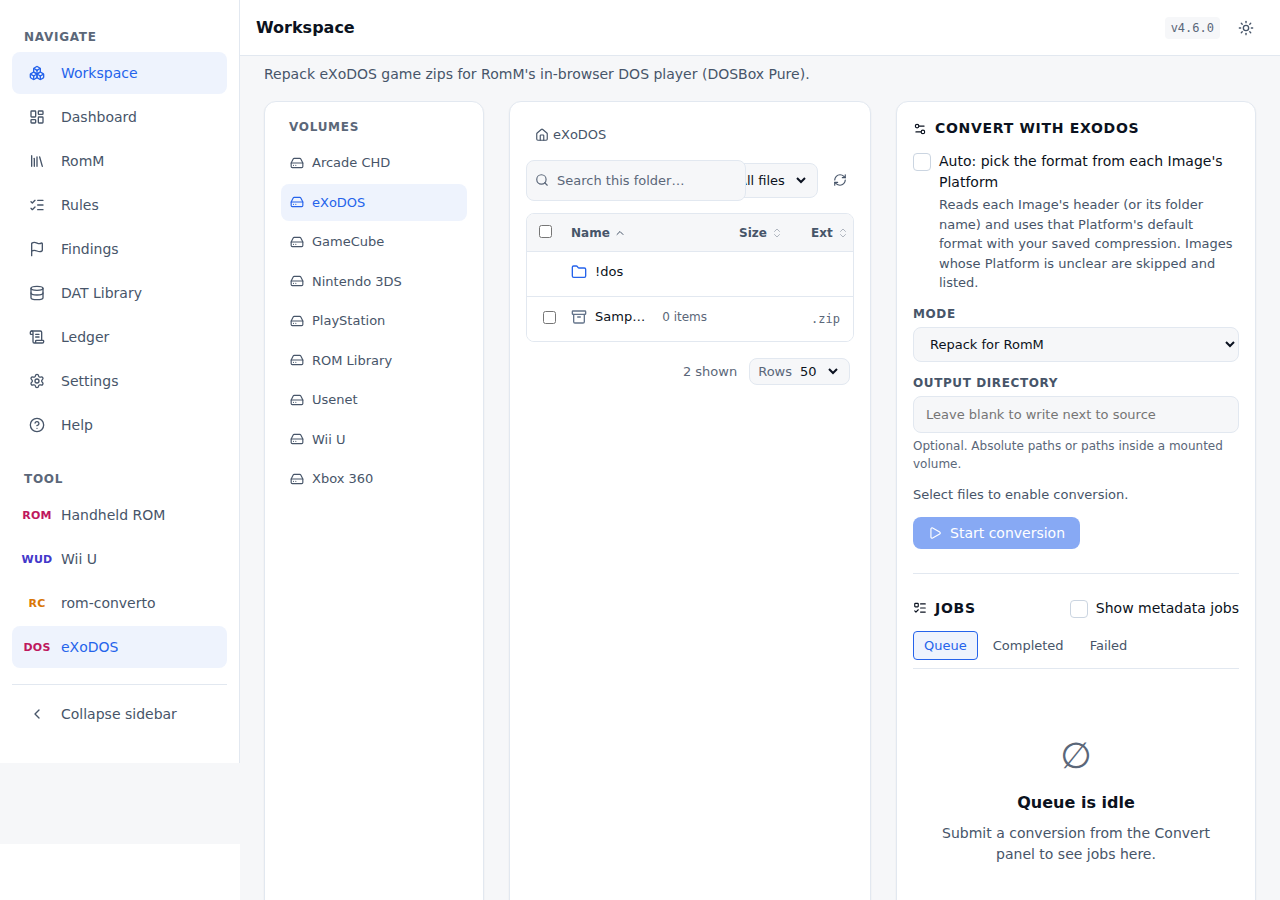 NAVIGATE
Workspace
Dashboard
RomM
Rules
Findings
DAT Library
Ledger
Settings
Help
TOOL
ROM Handheld ROM
WUD Wii U
RC rom-converto
DOS eXoDOS
Collapse sidebar
Workspace
v4.6.0
Repack eXoDOS game zips for RomM's in-browser DOS player (DOSBox Pure).
VOLUMES
Arcade CHD
eXoDOS
GameCube
Nintendo 3DS
PlayStation
ROM Library
Usenet
Wii U
Xbox 360
eXoDOS
Search this folder…
ll files
Name Size Ext
!dos
Samp… 0 items .zip
2 shown Rows 50
CONVERT WITH EXODOS
Auto: pick the format from each Image's
Platform
Reads each Image's header (or its folder
name) and uses that Platform's default
format with your saved compression. Images
whose Platform is unclear are skipped and
listed.
MODE
Repack for RomM
OUTPUT DIRECTORY
Leave blank to write next to source
Optional. Absolute paths or paths inside a mounted
volume.
Select files to enable conversion.
Start conversion
JOBS Show metadata jobs
Queue Completed Failed
Queue is idle
Submit a conversion from the Convert
panel to see jobs here.